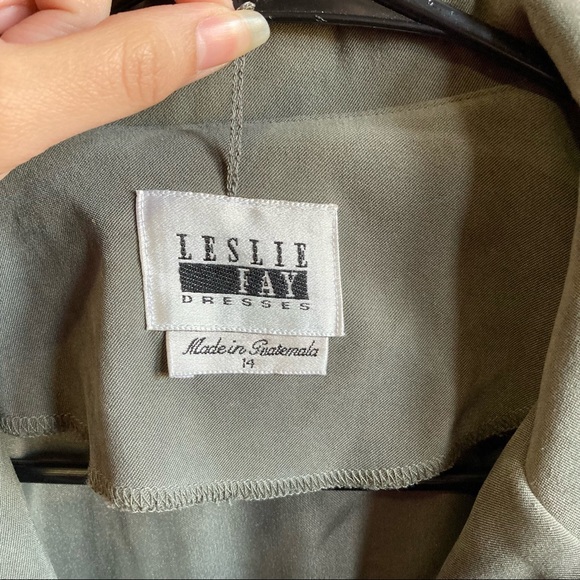 LESLIE
FAY
DRESSES
Made in Guatemala
14